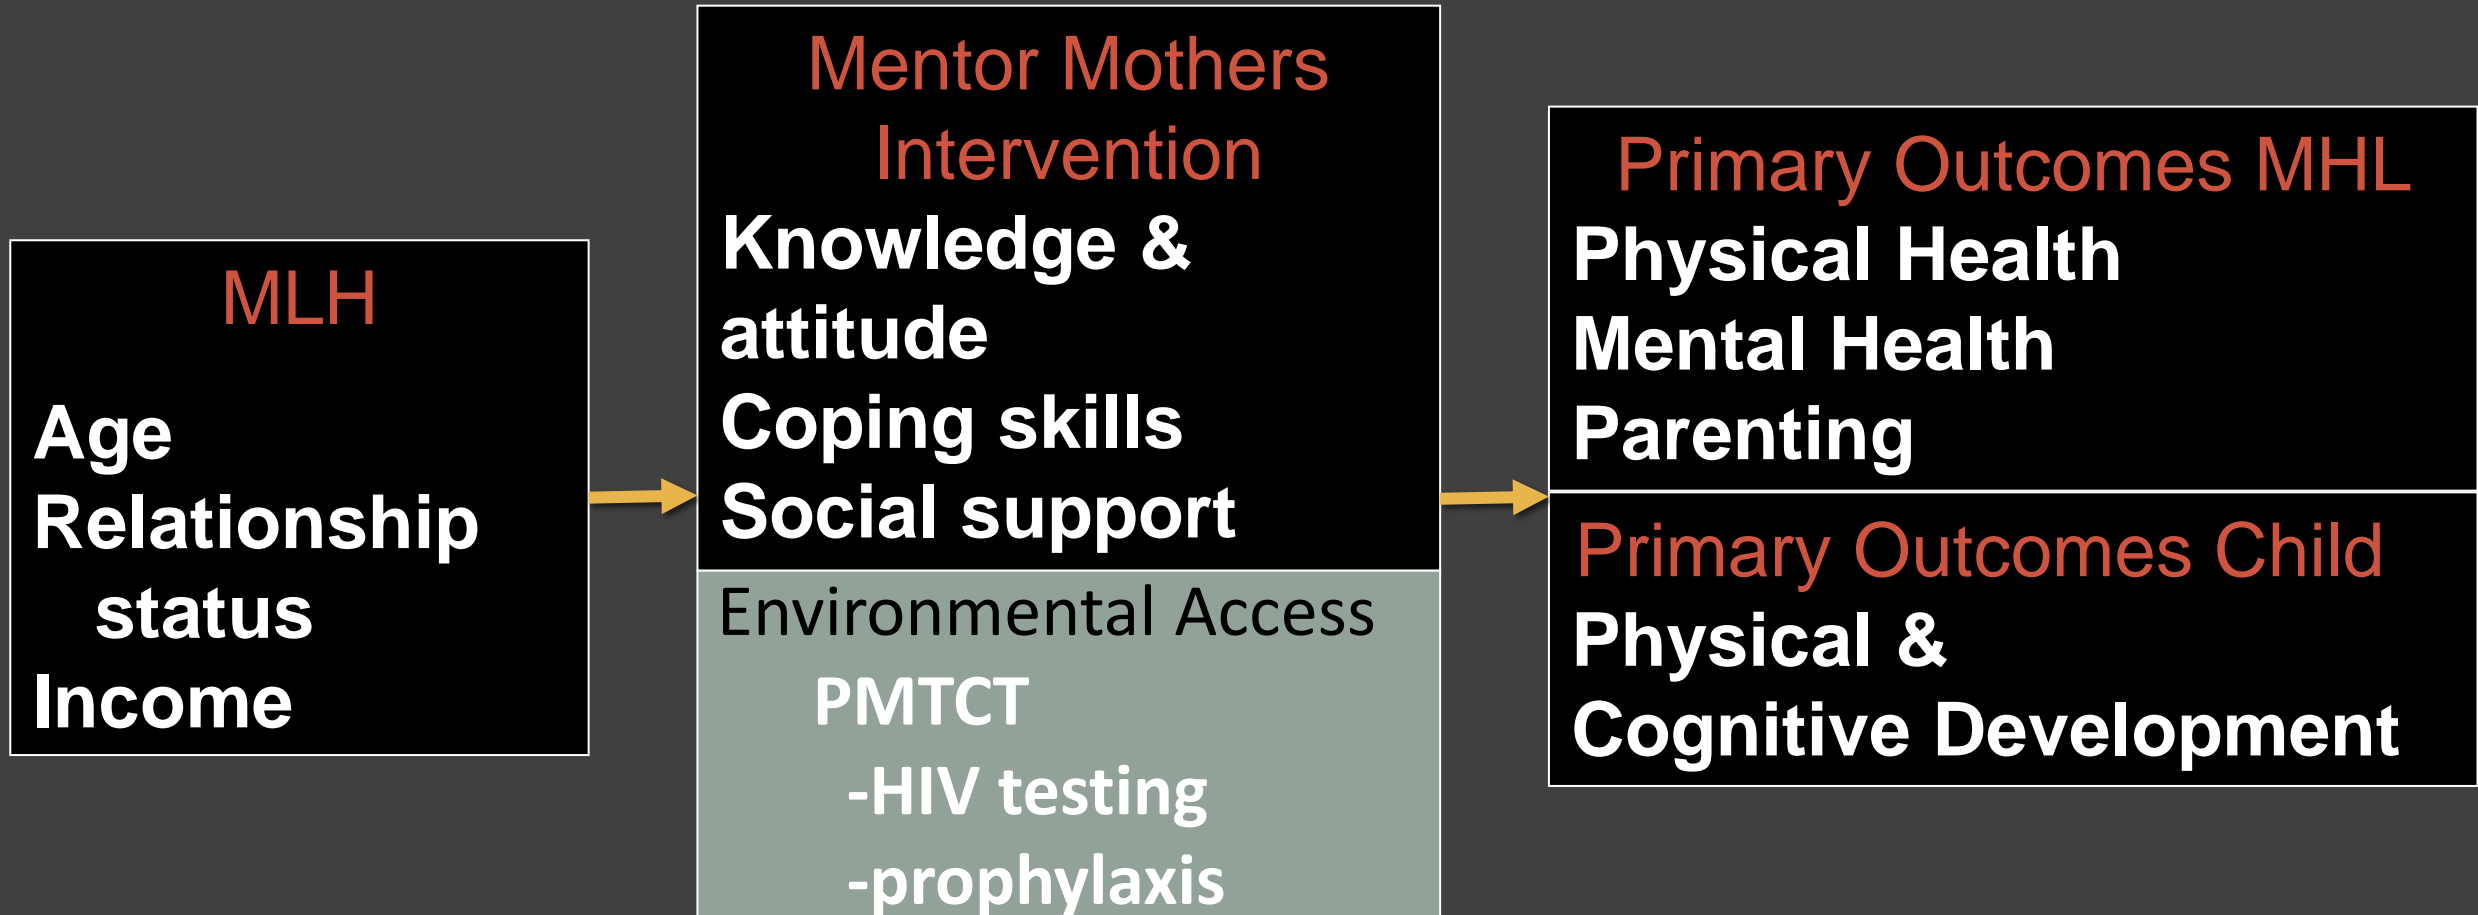 MLH
Age
Relationship
status
Income
Mentor Mothers
Intervention
Knowledge &
attitude
Coping skills
Social support
Environmental Access
PMTCT
-HIV testing
-prophylaxis
Primary Outcomes MHL
Physical Health
Mental Health
Parenting
Primary Outcomes Child
Physical &
Cognitive Development